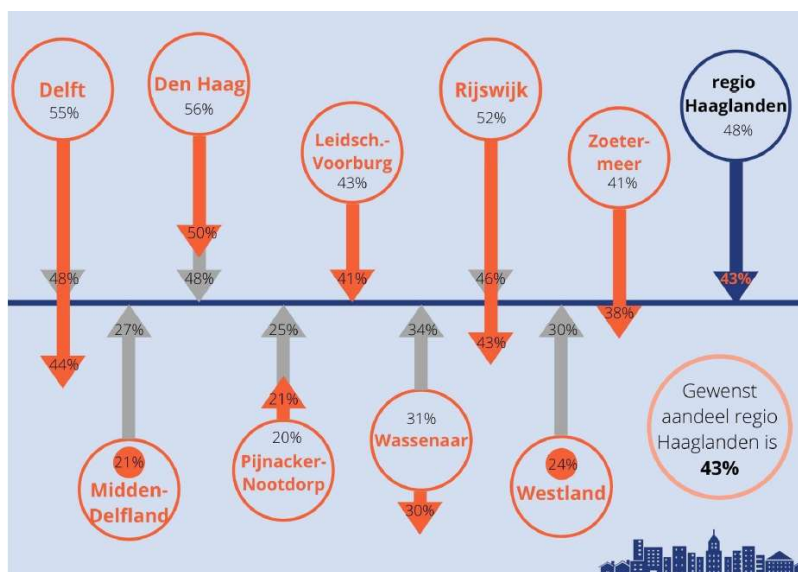 Delft
55%
48%
44%
Den Haag
56%
50%
48%
Leidsch.-
Voorburg
43%
41%
Rijswijk
52%
46%
43%
Zoeter-
meer
41%
38%
regio
Haaglanden
48%
43%
27%
21%
Midden-
Delfland
25%
21%
20%
Pijnacker-
Nootdorp
34%
31%
Wassenaar
30%
30%
24%
Westland
Gewenst
aandeel regio
Haaglanden is
43%